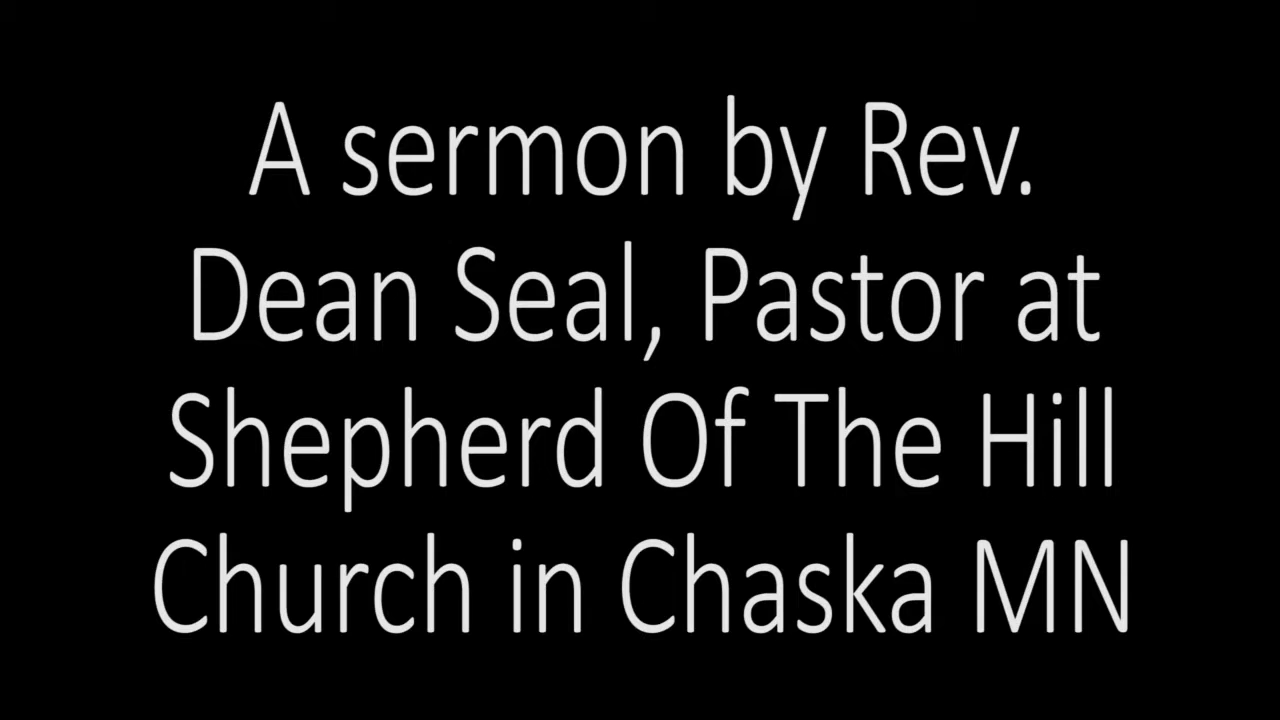 A sermon by Rev.
Dean Seal, Pastor at
Shepherd Of The Hill
Church in Chaska MN